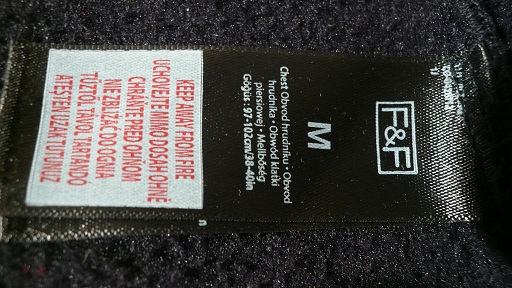 F&F
M
Chest Obvod hrudníku • Obvod
hrudníka • Obwód klatki
piersiowej • Mellbőség
Göğüs : 97-102cm/38-40in
KEEP AWAY FROM FIRE
UCHOVEJTE MIMO DOSAH OHNĚ
CHRÁŇTE PRED OHŇOM
NIE ZBLIŻAĆ DO OGNIA
TŰZTŐL TÁVOL TARTANDÓ
ATEŞTEN UZAK TUTUNUZ